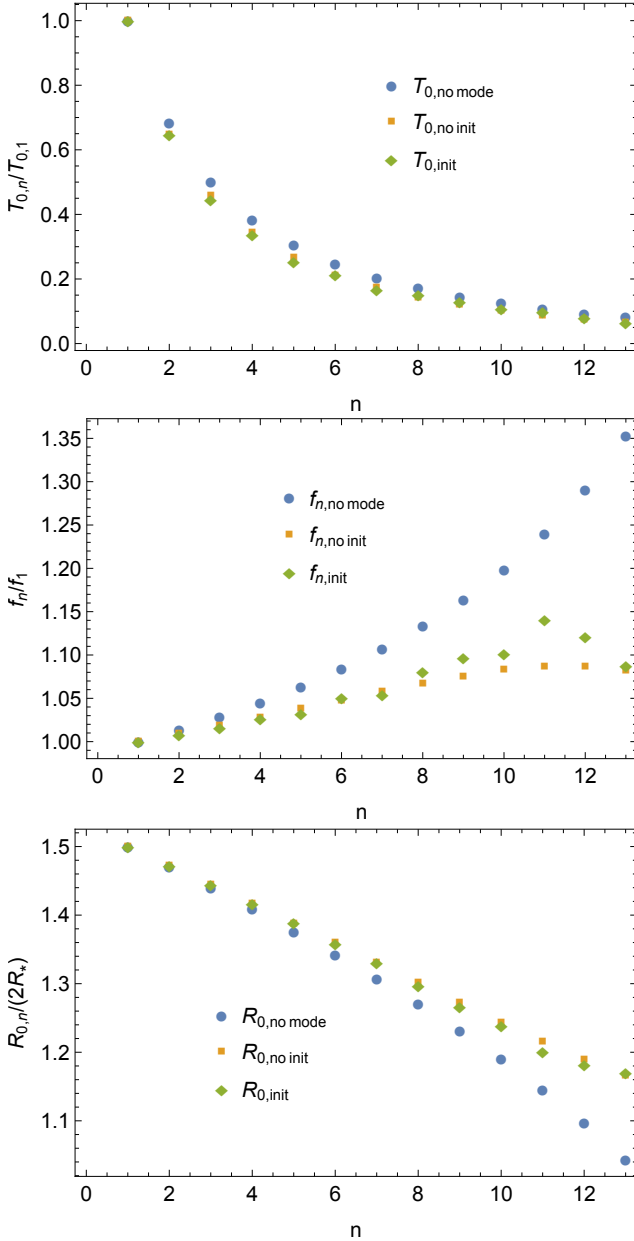 1.0
0.8
0.6
0.4
0.2
0.0
T0,n/T0,1
T0,no mode
T0,no init
T0,init
0 2 4 6 8 10 12
n
1.35
1.30
1.25
1.20
1.15
1.10
1.05
1.00
fn/f1
fn,no mode
fn,no init
fn,init
0 2 4 6 8 10 12
n
1.5
1.4
1.3
1.2
1.1
R0,n/(2R*)
R0,no mode
R0,no init
R0,init
0 2 4 6 8 10 12
n